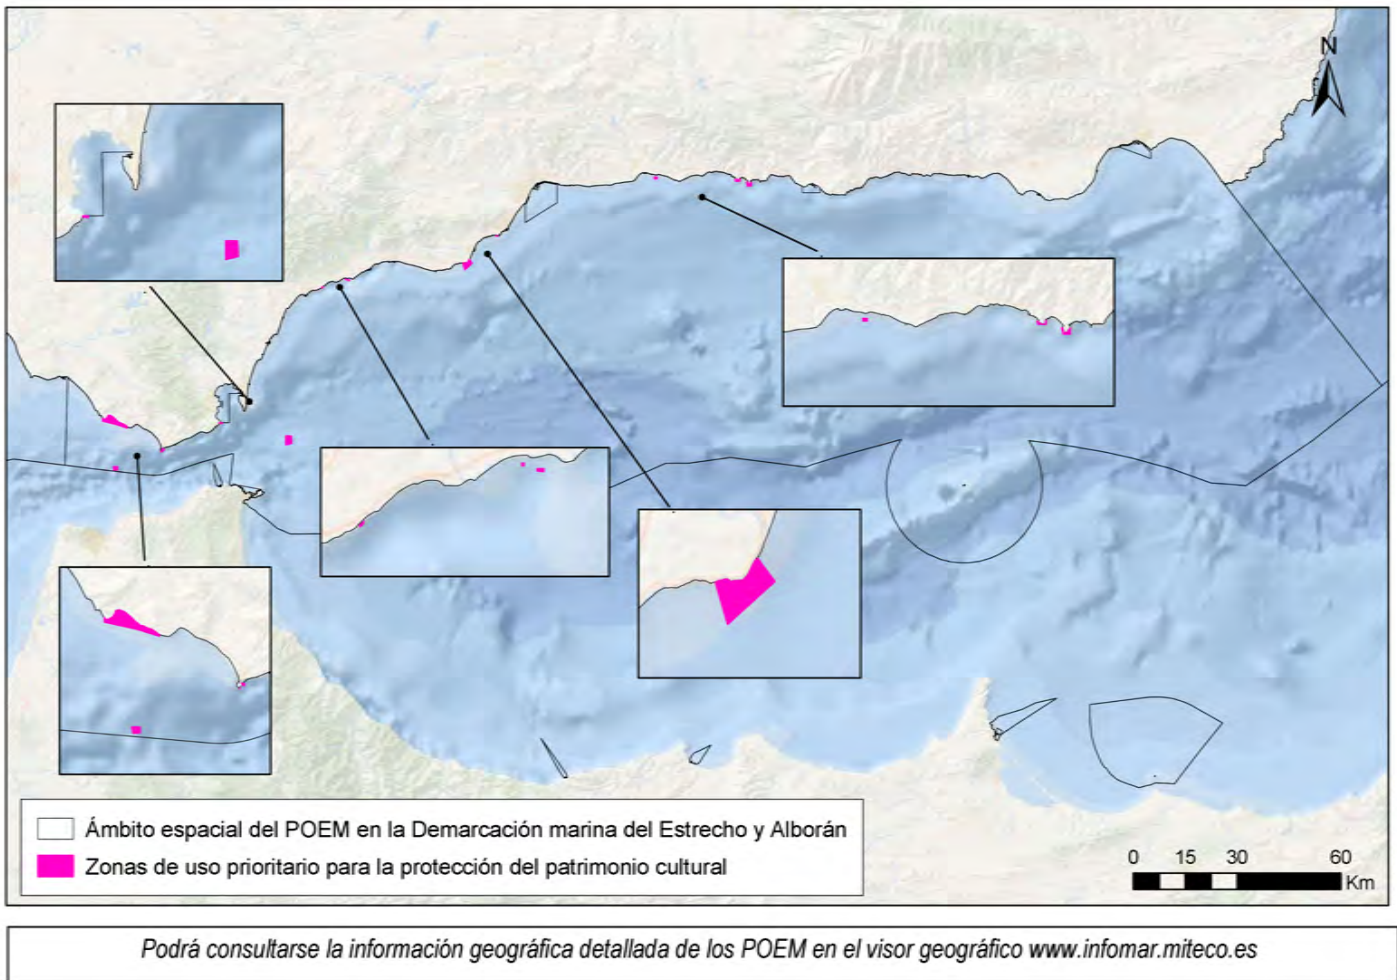 N
Ámbito espacial del POEM en la Demarcación marina del Estrecho y Alborán
Zonas de uso prioritario para la protección del patrimonio cultural
0 15 30 60
Km
Podrá consultarse la información geográfica detallada de los POEM en el visor geográfico www.infomar.miteco.es